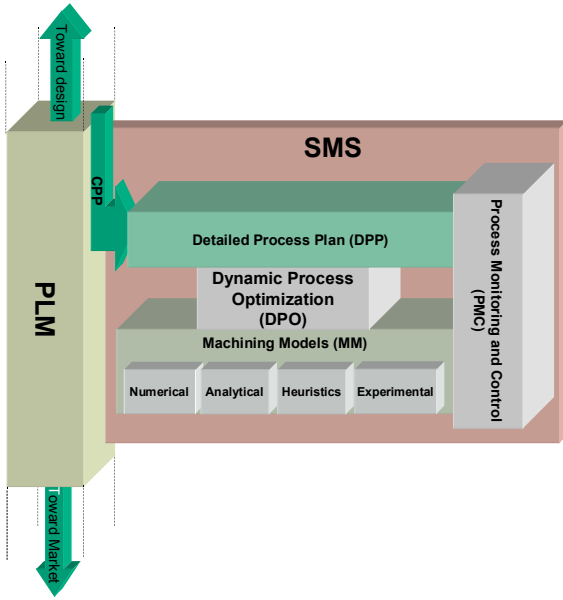 Toward design
SMS
CPP
Detailed Process Plan (DPP)
Process Monitoring and Control
(PMC)
PLM
Dynamic Process
Optimization
(DPO)
Machining Models (MM)
Numerical
Analytical
Heuristics
Experimental
Toward Market